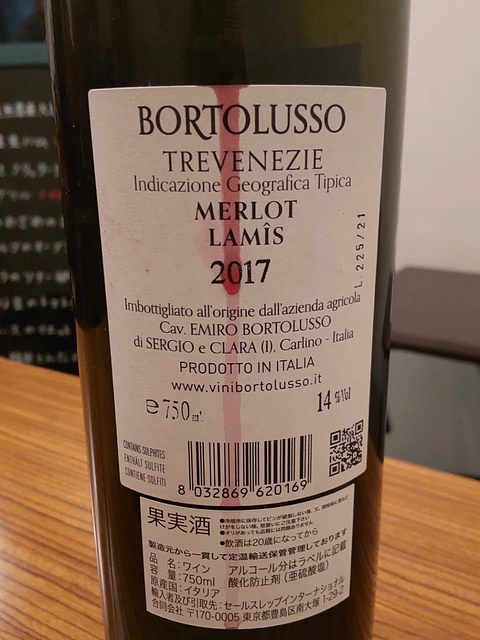 BORTOLUSSO
TREVENEZIE
Indicazione Geografica Tipica
MERLOT
LAMÎS
2017
L. 225/21
Imbottigliato all'origine dall'azienda agricola
Cav. EMIRO BORTOLUSSO
di SERGIO e CLARA (I), Carlino - Italia
PRODOTTO IN ITALIA
www.vinibortolusso.it
℮750 ml
14 % Vol
CONTAINS SULPHITES
ENTHÄLT SULFITE
CONTIENE SOLFITI
8 032869 620169
果実酒
●飲酒は20歳になってから
製造元から一貫して定温輸送保管管理しております
品 名:ワイン アルコール分はラベルに記載
容 量:750ml 酸化防止剤(亜硫酸塩)
原産国:イタリア
輸入者及び引取先:セールスレップインターナショナル
合同会社 〒170-0005 東京都豊島区南大塚 1-29-2